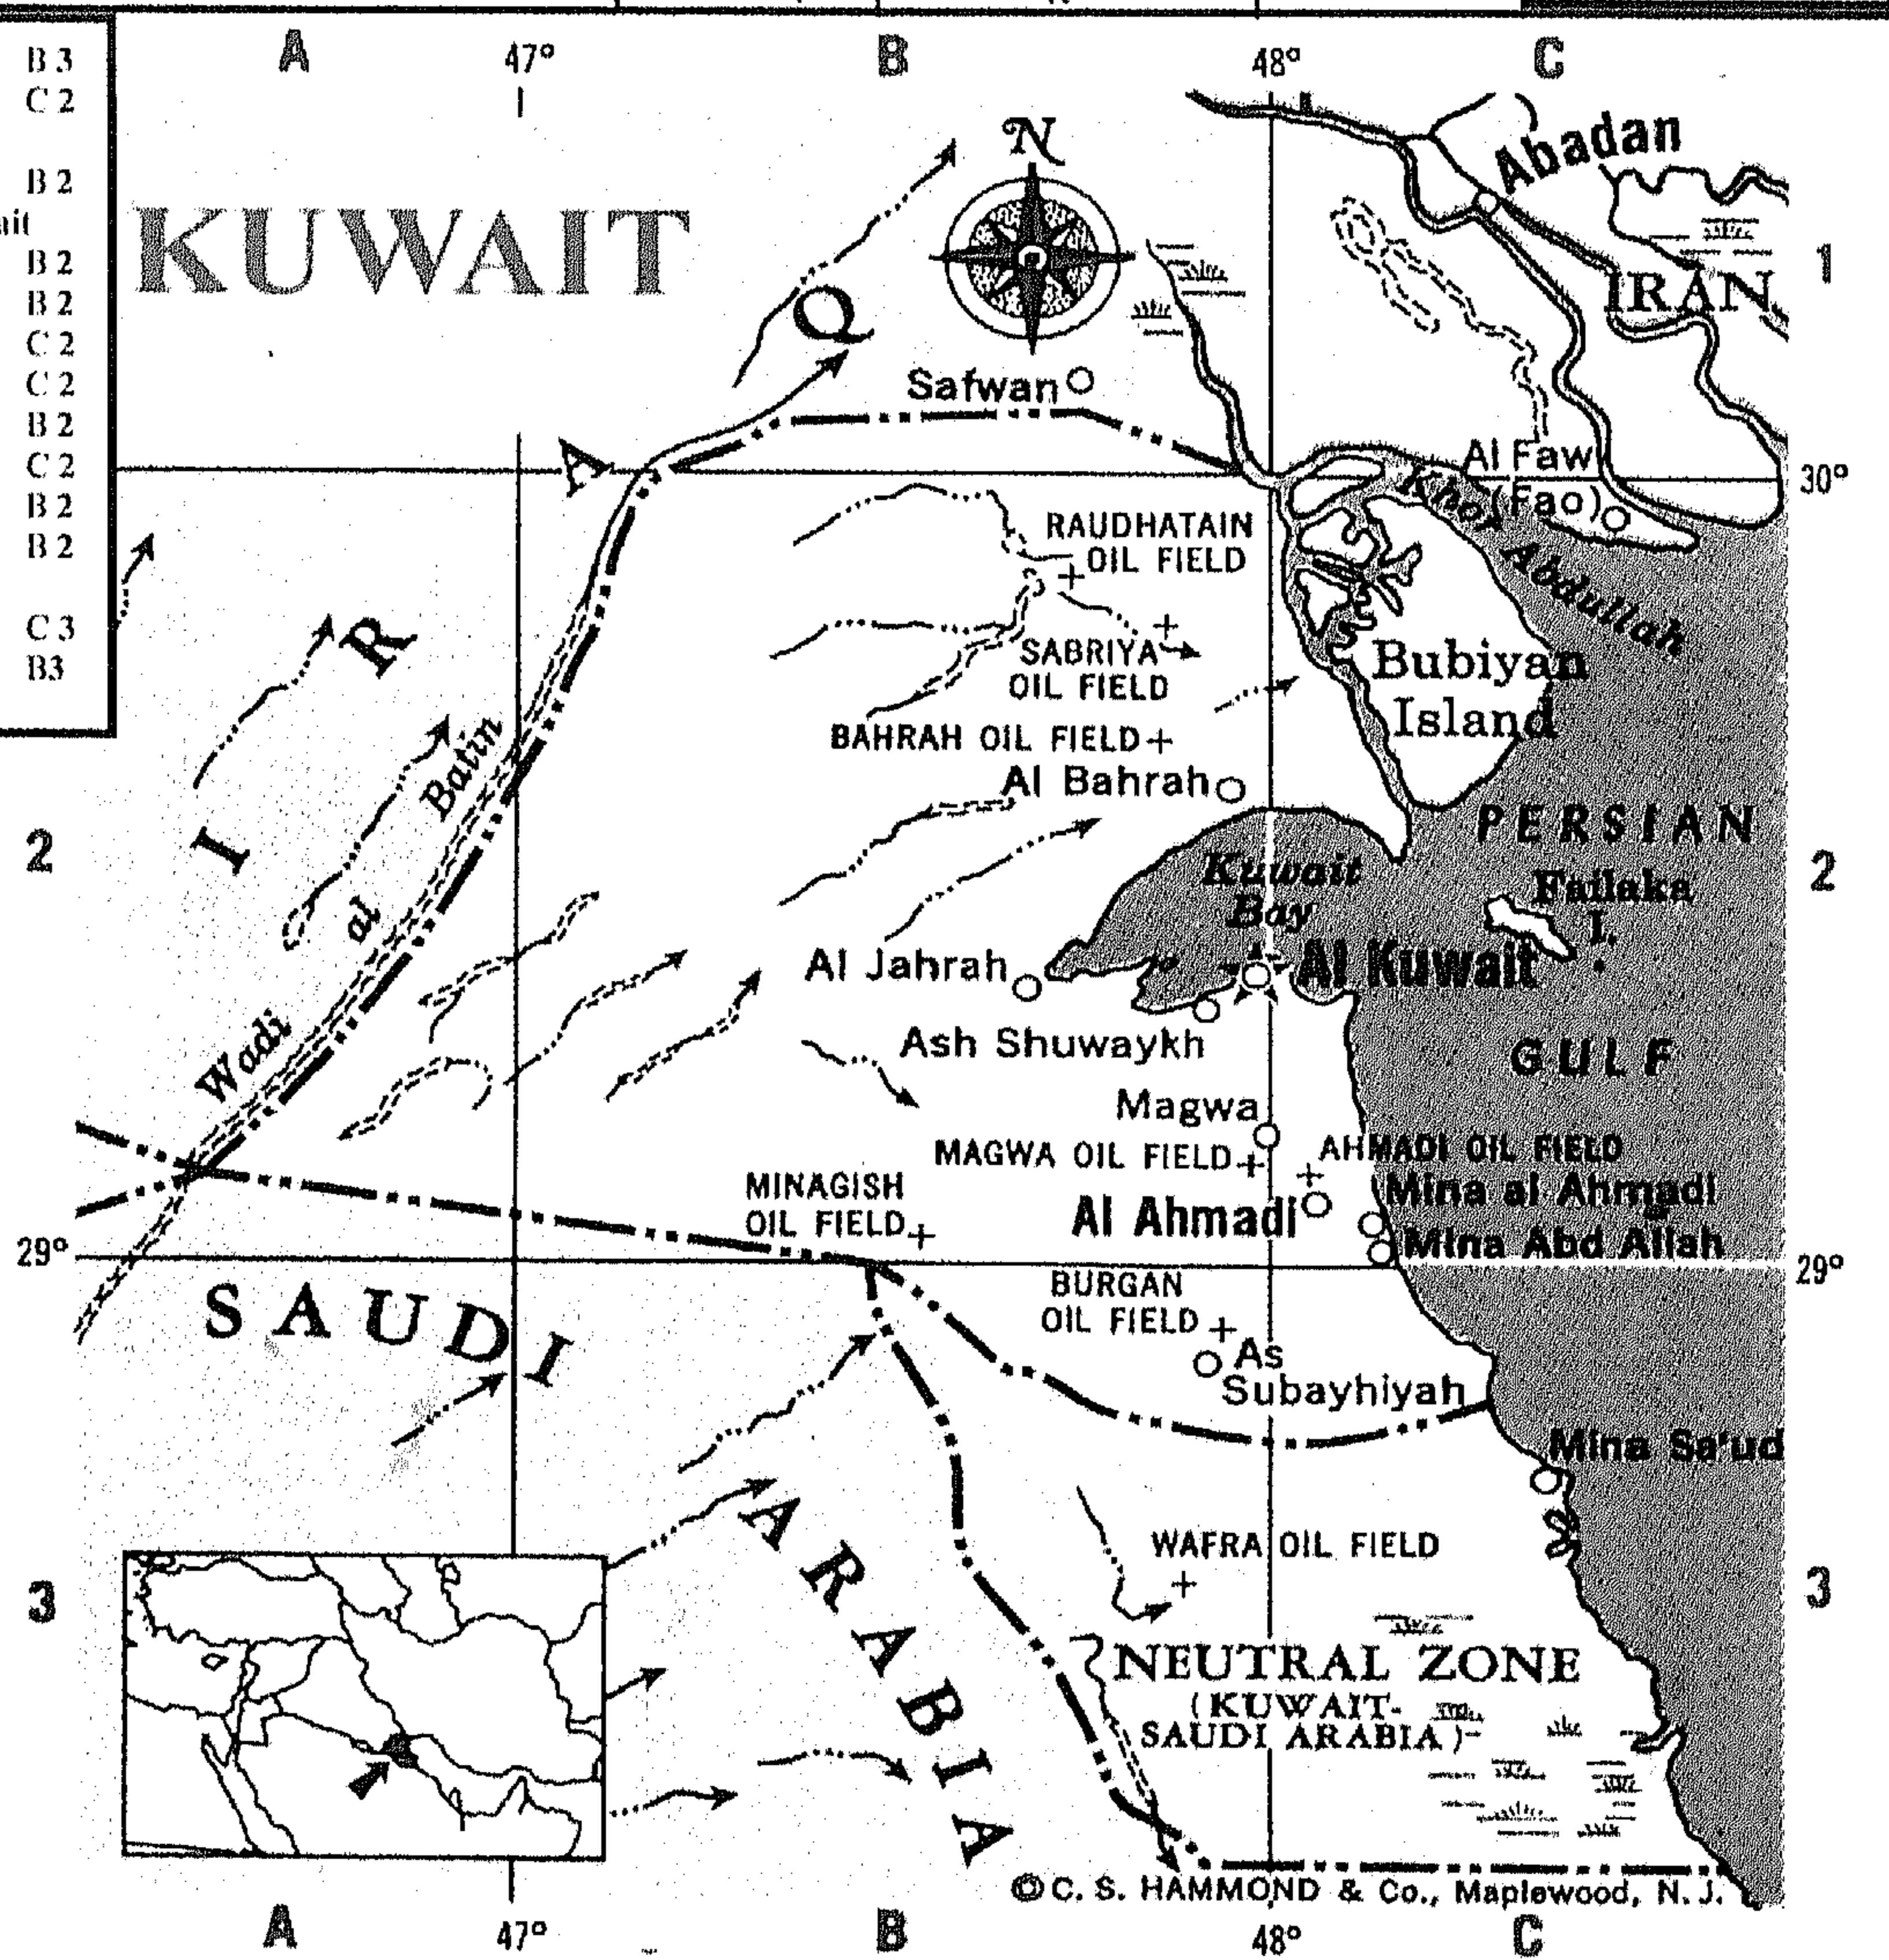 A 47° B 48° C
B 3
C 2
B 2
ait
B 2
B 2
C 2
C 2
B 2
C 2
B 2
B 2
C 3
B3
KUWAIT
N
Abadan
IRAN
1
IRAQ
Safwan
Al Faw
(Fao)
30°
Khor Abdullah
RAUDHATAIN
OIL FIELD
SABRIYA
OIL FIELD
Bubiyan
Island
BAHRAH OIL FIELD
Al Bahrah
Wadi al Batin
2
2
PERSIAN
GULF
Kuwait
Bay
Failaka
I.
Al Jahrah
Al Kuwait
Ash Shuwaykh
Magwa
MAGWA OIL FIELD
AHMADI OIL FIELD
MINAGISH
OIL FIELD
Al Ahmadi
Mina al Ahmadi
Mina Abd Allah
29°
29°
SAUDI
ARABIA
BURGAN
OIL FIELD
As
Subayhiyah
Mina Sa'ud
WAFRA OIL FIELD
3
3
NEUTRAL ZONE
(KUWAIT-
SAUDI ARABIA)
© C. S. HAMMOND & Co., Maplewood, N. J.
A 47° B 48° C